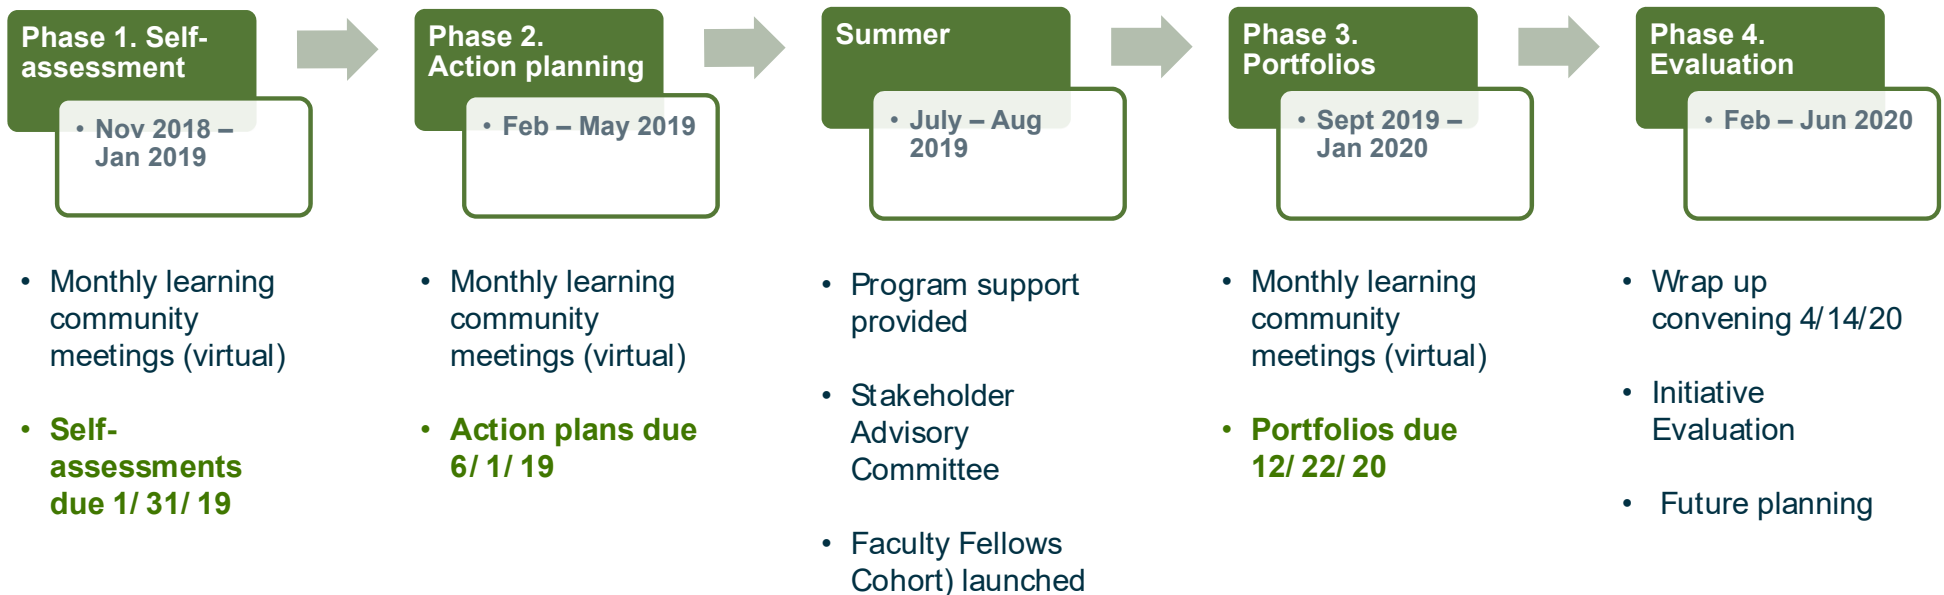 Phase 1. Self-
assessment
• Nov 2018 –
Jan 2019
• Monthly learning
community
meetings (virtual)
• Self-
assessments
due 1/ 31/ 19
Phase 2.
Action planning
• Feb – May 2019
• Monthly learning
community
meetings (virtual)
• Action plans due
6/ 1/ 19
Summer
• July – Aug
2019
• Program support
provided
• Stakeholder
Advisory
Committee
• Faculty Fellows
Cohort) launched
Phase 3.
Portfolios
• Sept 2019 –
Jan 2020
• Monthly learning
community
meetings (virtual)
• Portfolios due
12/ 22/ 20
Phase 4.
Evaluation
• Feb – Jun 2020
• Wrap up
convening 4/14/20
• Initiative
Evaluation
• Future planning